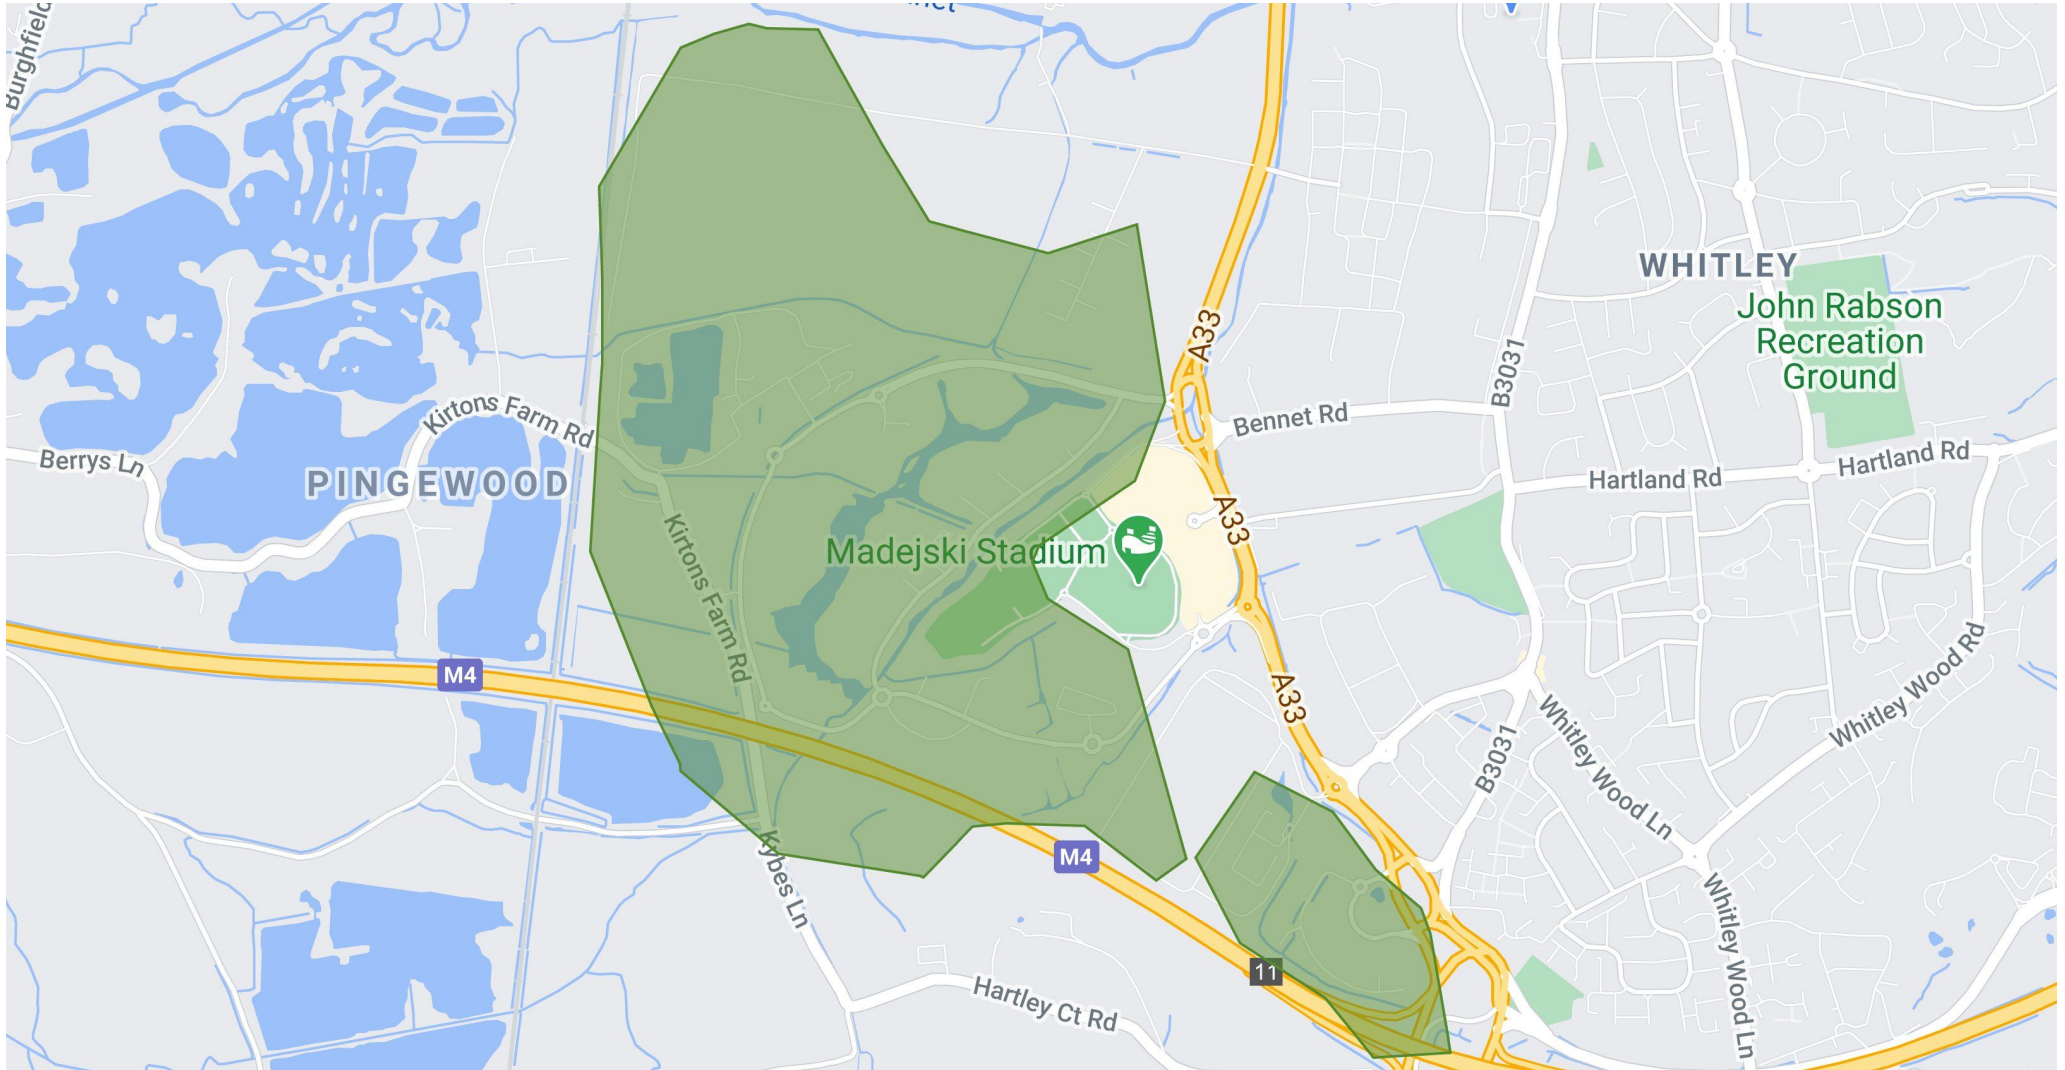 Burghfield
WHITLEY
John Rabson
Recreation
Ground
A33
B3031
Kirtons Farm Rd
Bennet Rd
Berrys Ln
PINGEWOOD
Hartland Rd
Hartland Rd
A33
Kirtons Farm Rd
Madejski Stadium
M4
A33
Whitley Wood Rd
B3031
Whitley Wood Ln
M4
Kybes Ln
Whitley Wood Ln
11
Hartley Ct Rd